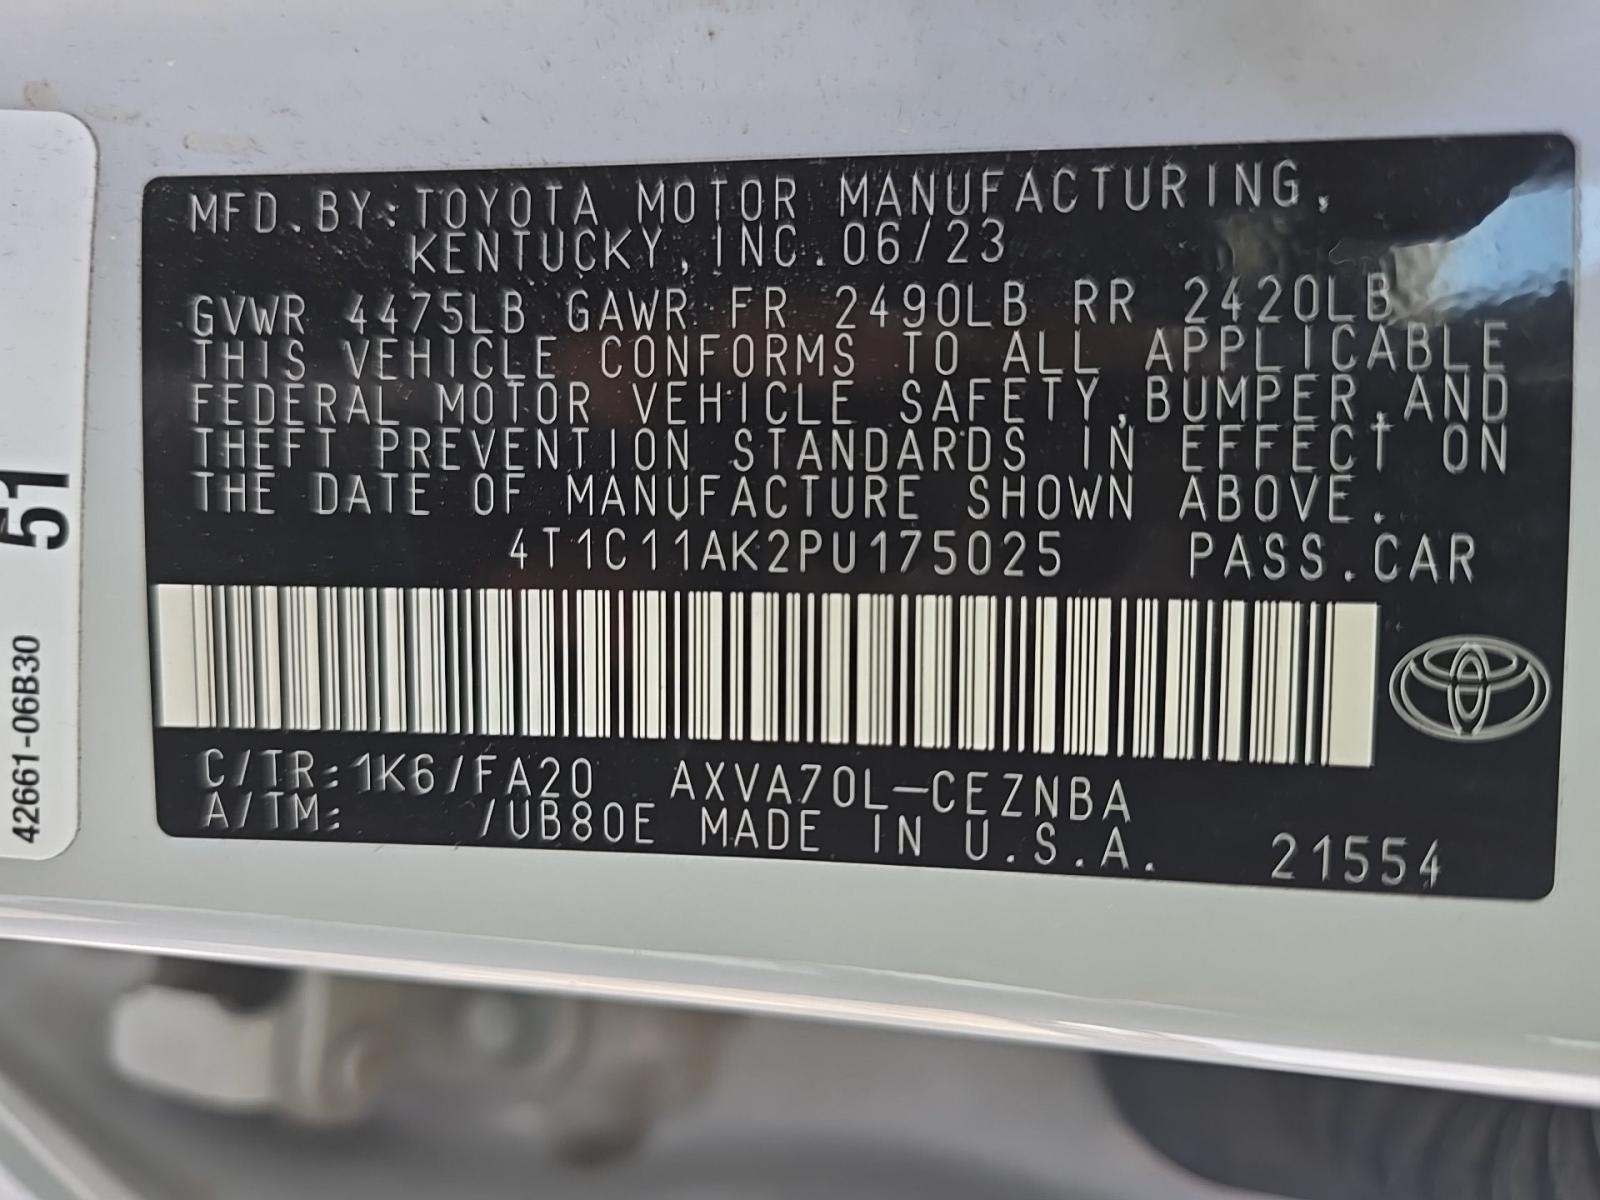 MFD.BY:TOYOTA MOTOR MANUFACTURING,
KENTUCKY,INC.06/23
GVWR 4475LB GAWR FR 2490LB RR 2420LB
THIS VEHICLE CONFORMS TO ALL APPLICABLE
FEDERAL MOTOR VEHICLE SAFETY,BUMPER,AND
THEFT PREVENTION STANDARDS IN EFFECT ON
THE DATE OF MANUFACTURE SHOWN ABOVE.
4T1C11AK2PU175025 PASS.CAR
C/TR:1K6/FA20 AXVA70L-CEZNBA
A/TM: /UB80E MADE IN U.S.A. 21554
51
42661-06B30